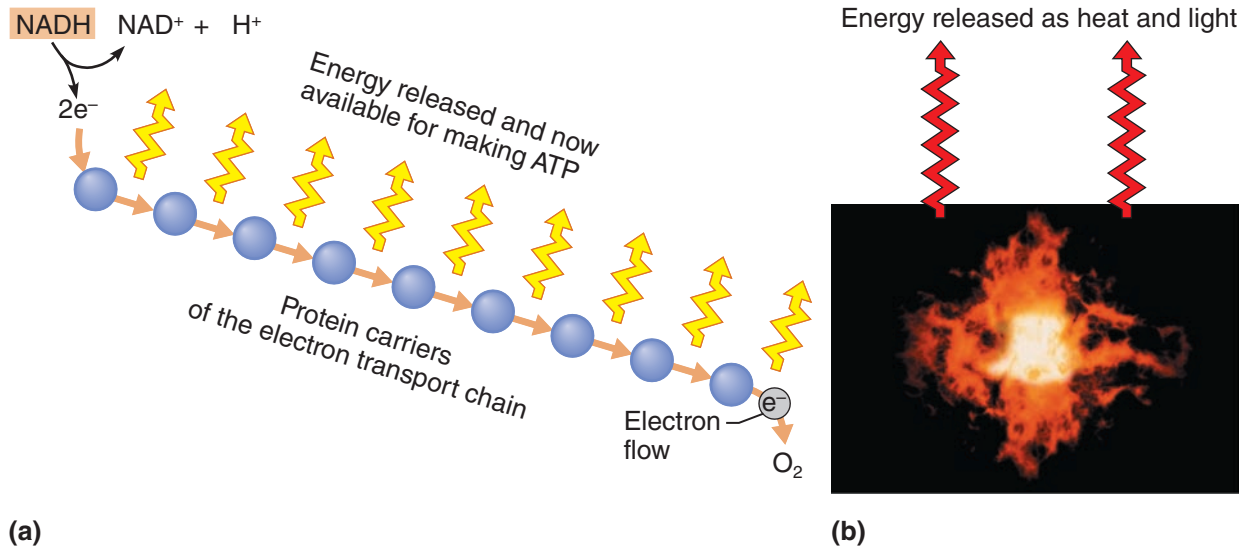 NADH NAD⁺ + H⁺
2e⁻
Energy released and now
available for making ATP
Protein carriers
of the electron transport chain
e⁻
Electron
flow
O₂
(a)
Energy released as heat and light
(b)